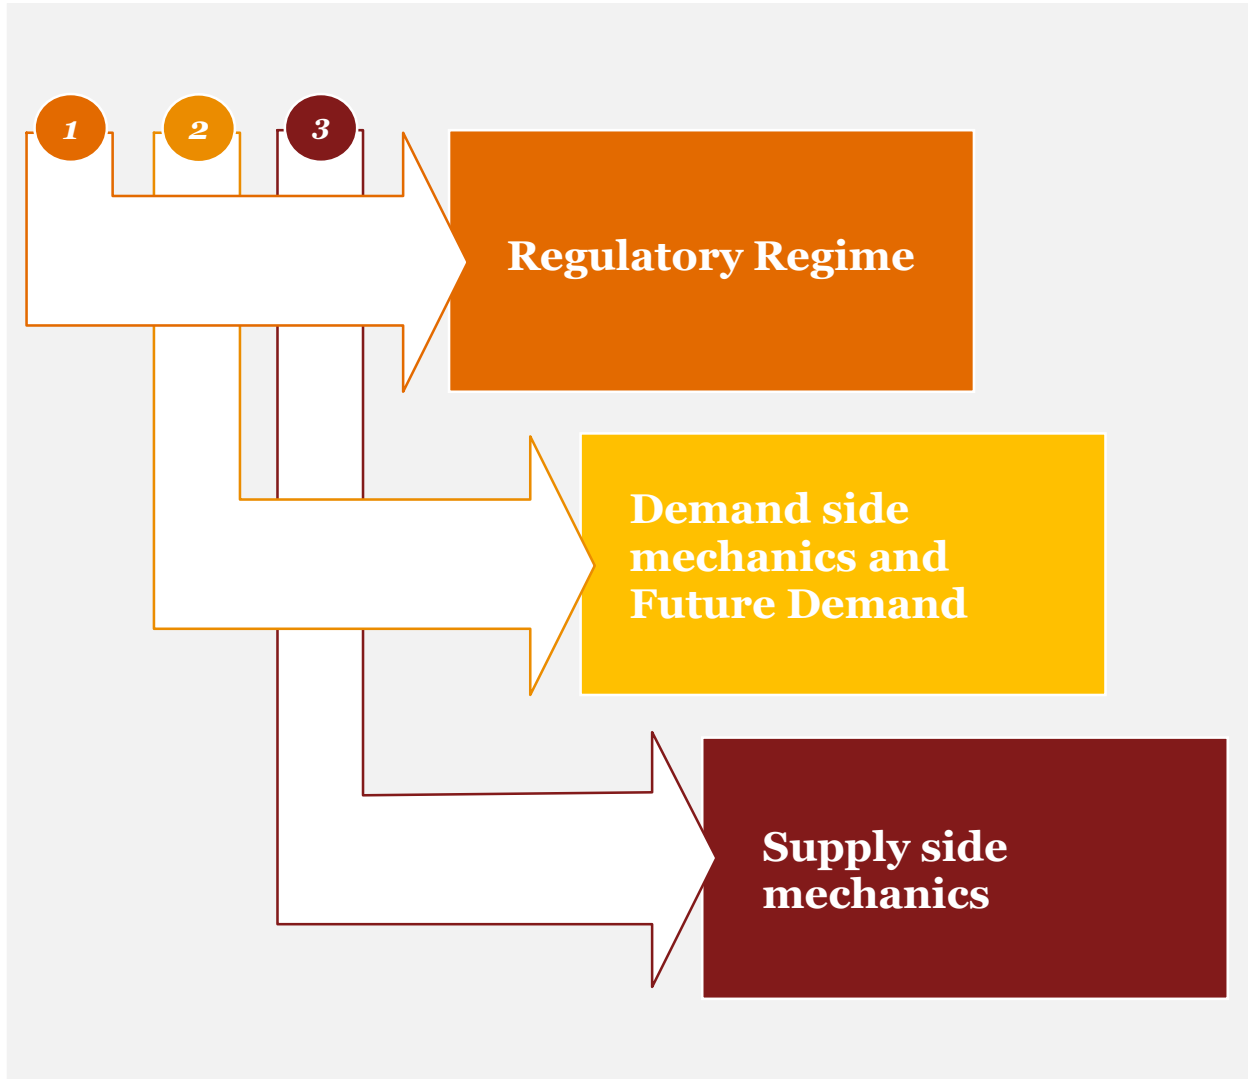 1
2
3
Regulatory Regime
Demand side
mechanics and
Future Demand
Supply side
mechanics